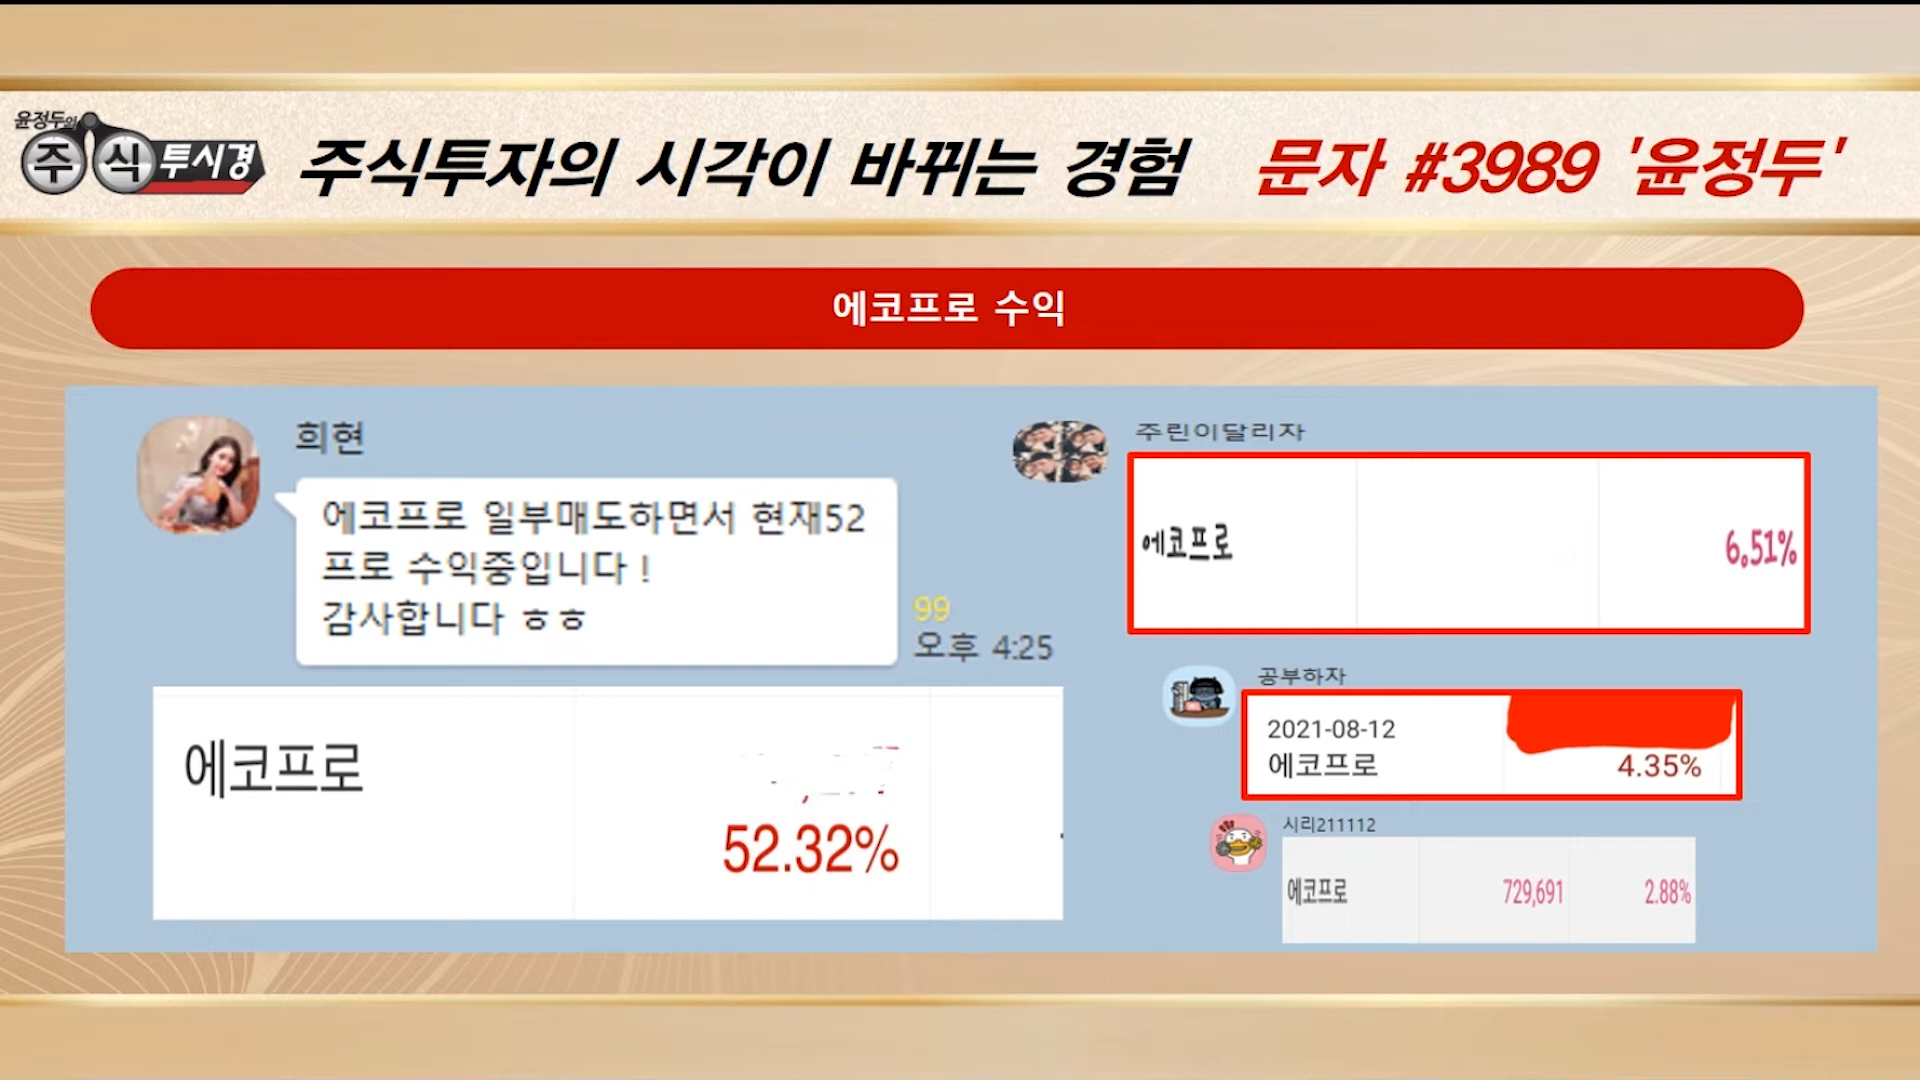 윤정두의
주식투시경
주식투자의 시각이 바뀌는 경험 문자 #3989 '윤정두'
에코프로 수익
희현
에코프로 일부매도하면서 현재52
프로 수익중입니다 !
감사합니다 ㅎㅎ
99
오후 4:25
에코프로
52.32%
주린이달리자
에코프로 6.51%
공부하자
2021-08-12
에코프로 4.35%
시리211112
에코프로 729,691 2.88%